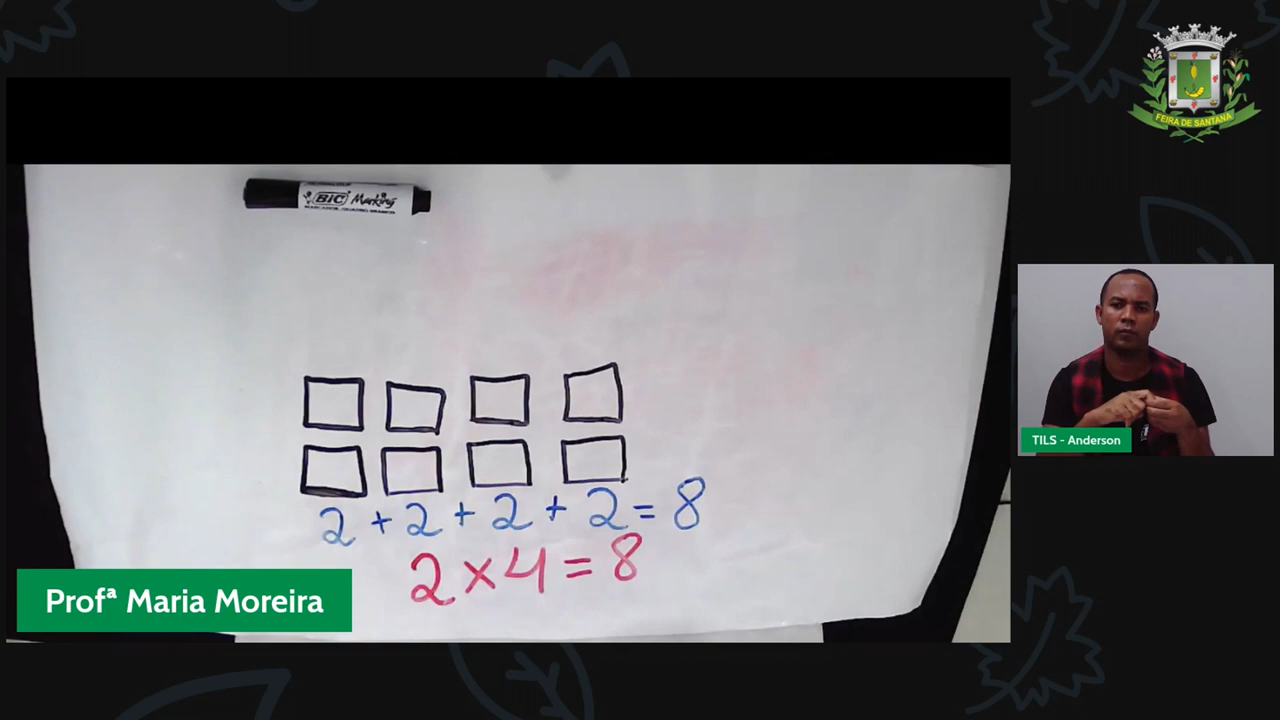 FEIRA DE SANTANA
BIC Marking
2 + 2 + 2 + 2 = 8
2 x 4 = 8
TILS - Anderson
Profª Maria Moreira